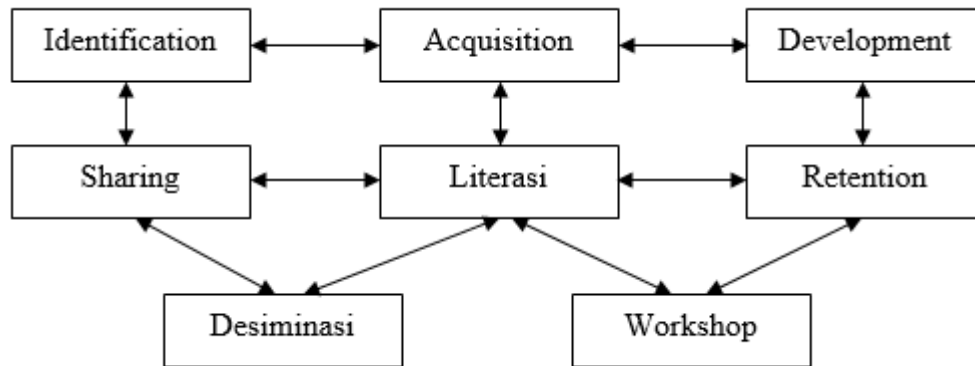 Identification
Acquisition
Development
Sharing
Literasi
Retention
Desiminasi
Workshop